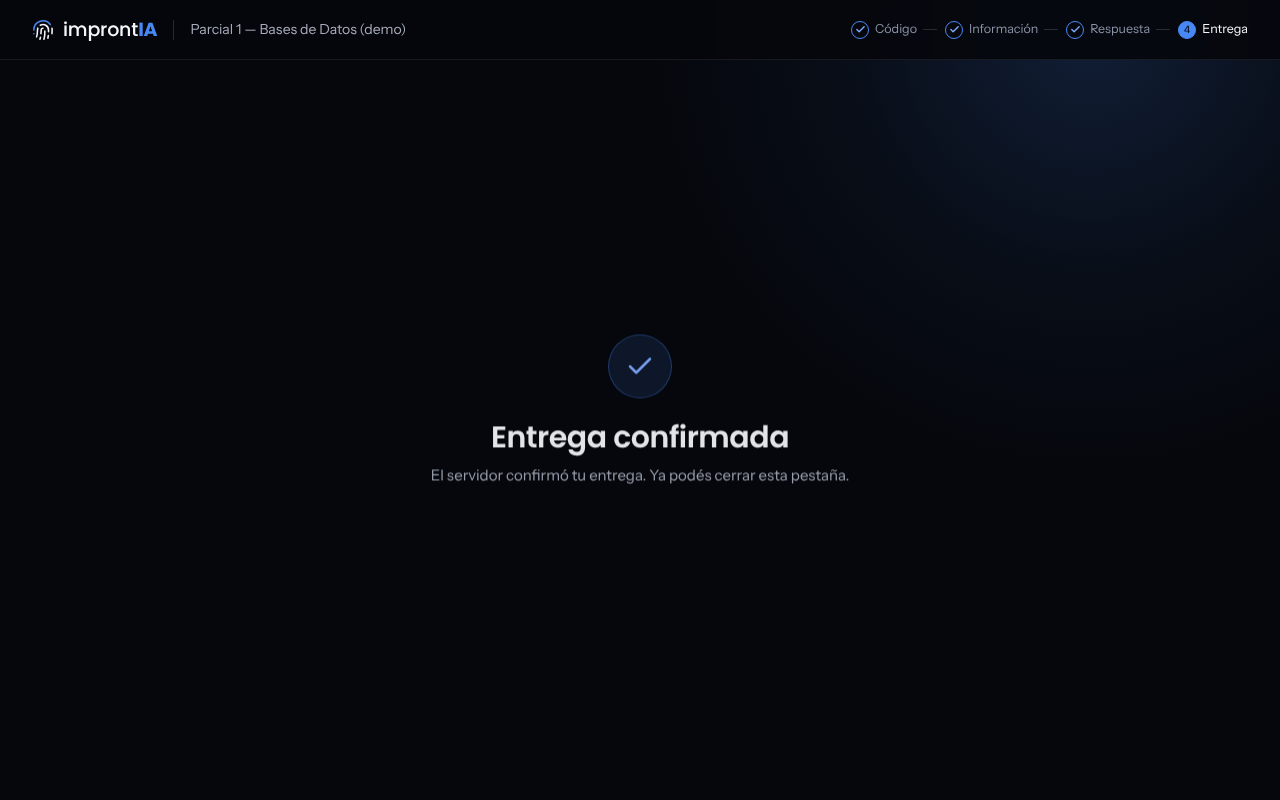 improntIA
Parcial 1 — Bases de Datos (demo)
Código
Información
Respuesta
4 Entrega
Entrega confirmada
El servidor confirmó tu entrega. Ya podés cerrar esta pestaña.